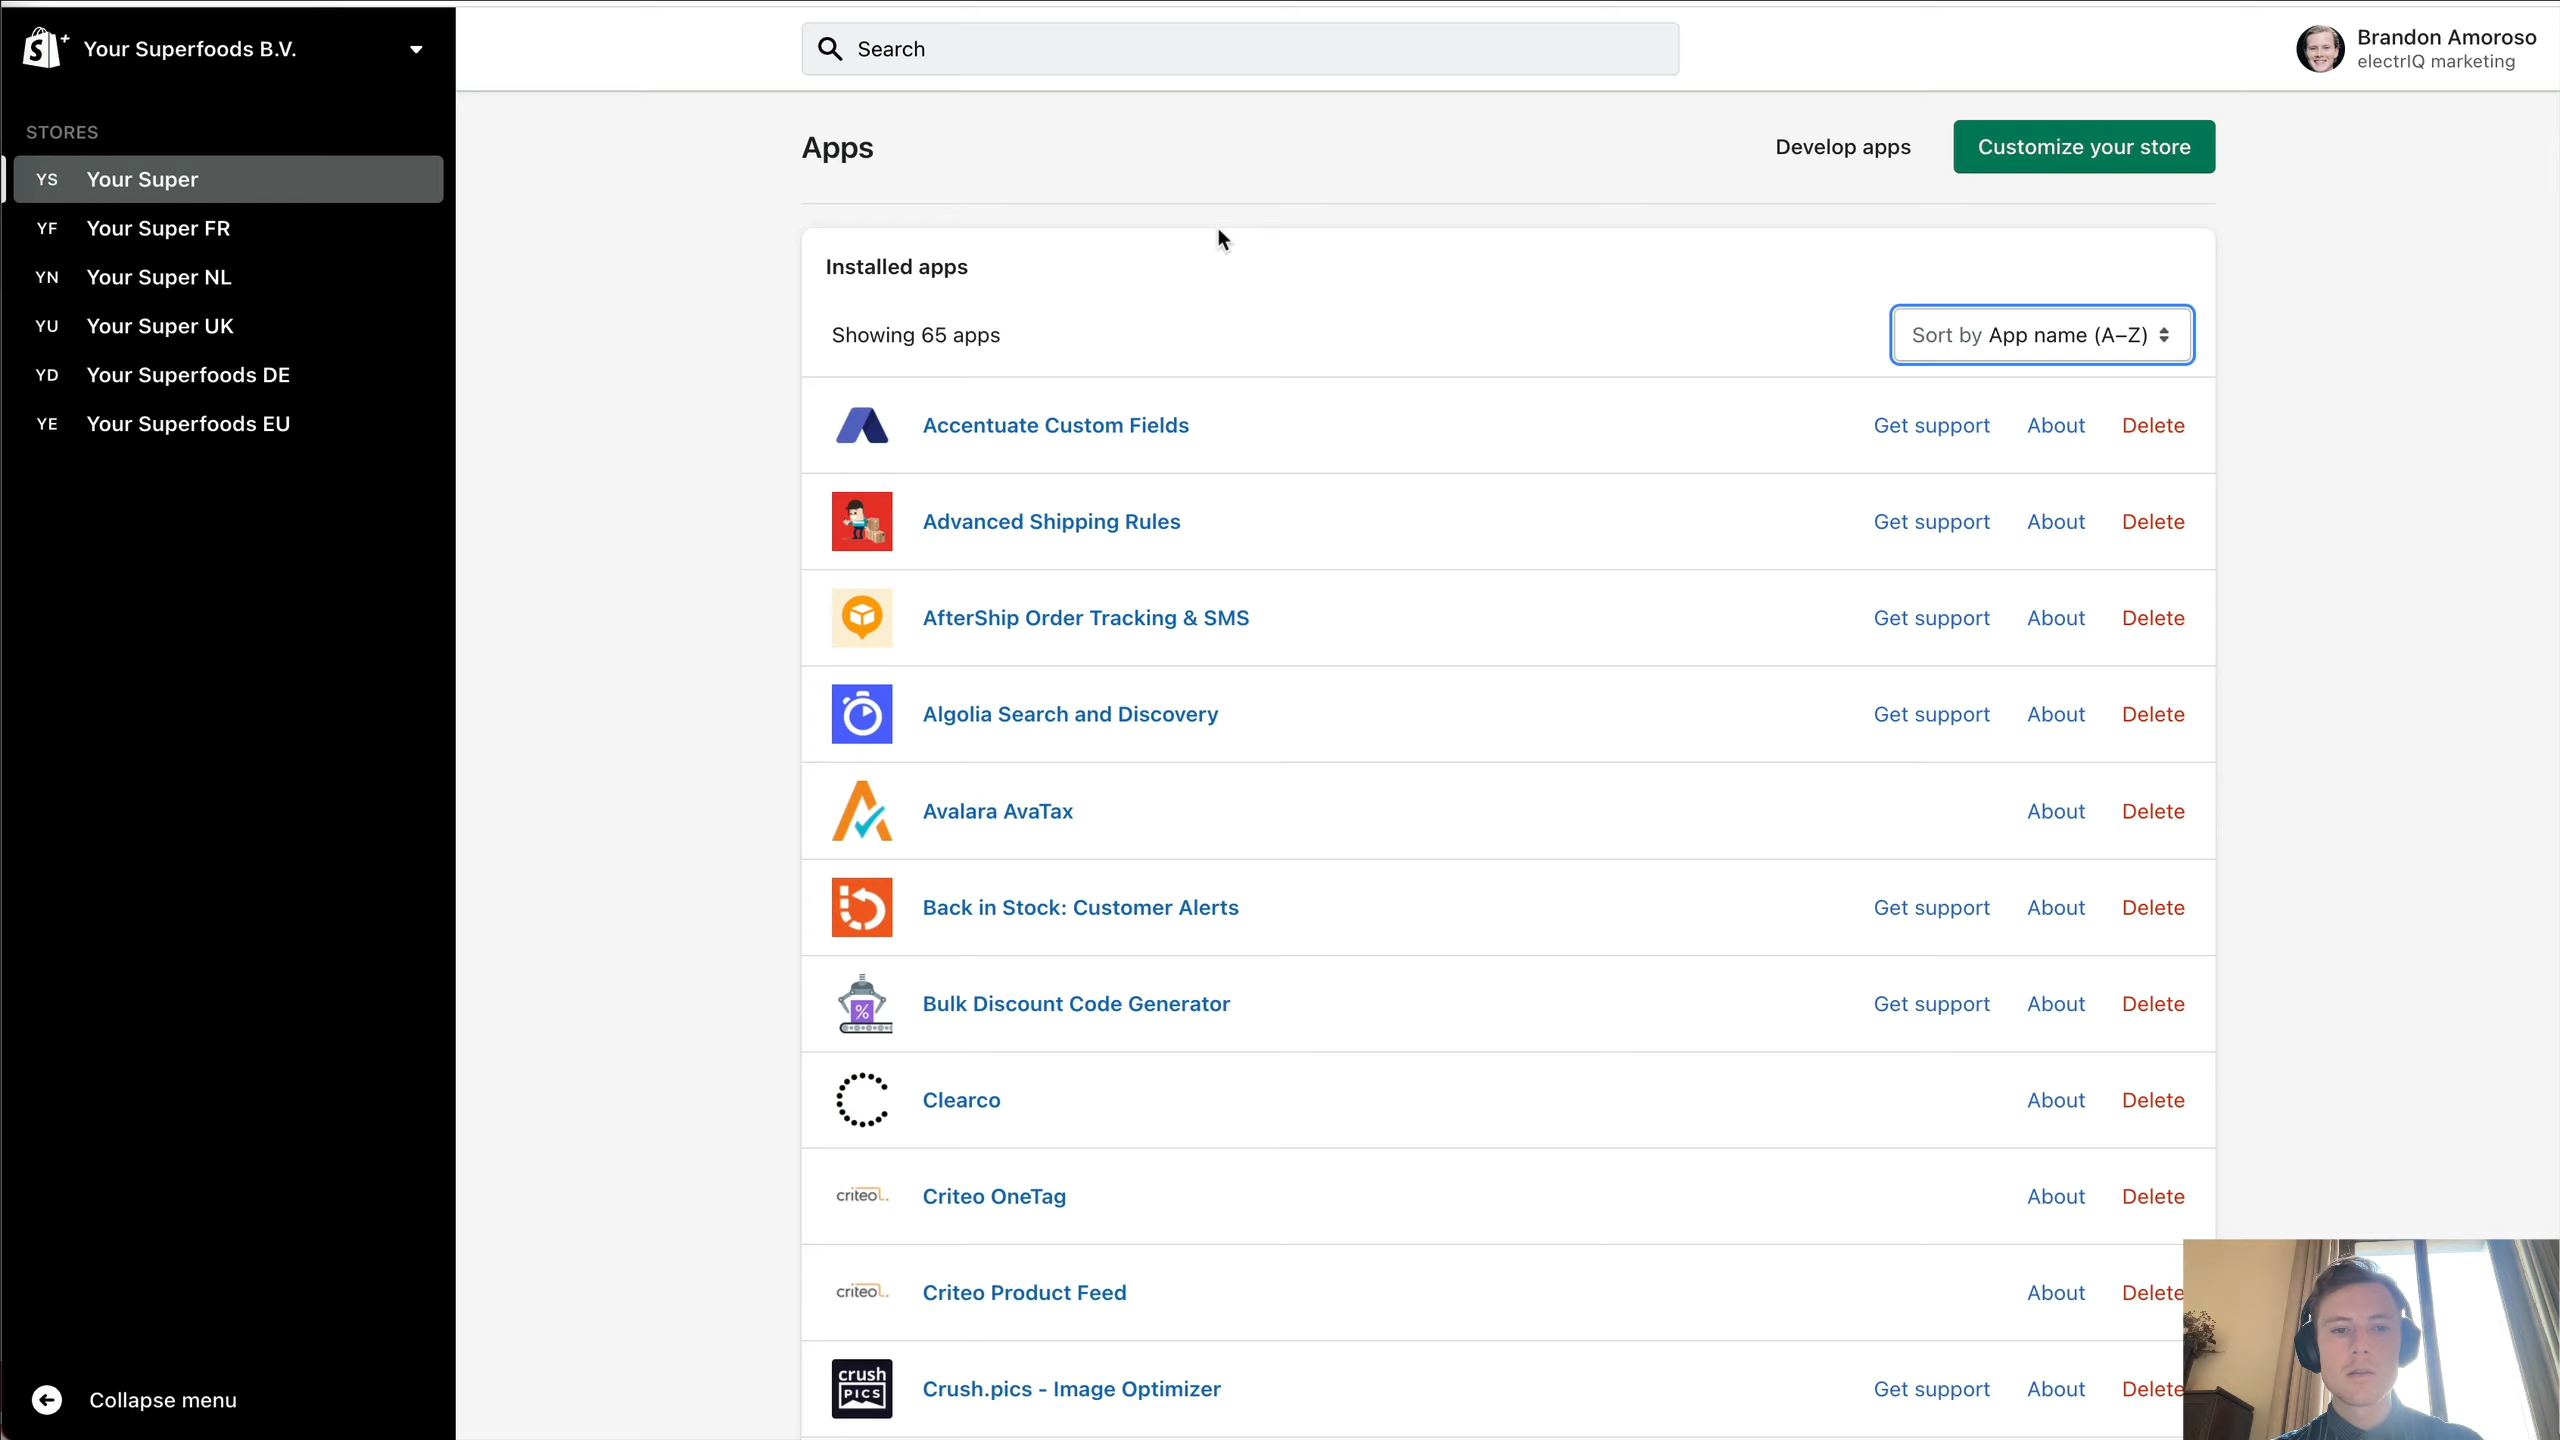 Your Superfoods B.V.
Search
Brandon Amoroso
electrIQ marketing
STORES
YS Your Super
YF Your Super FR
YN Your Super NL
YU Your Super UK
YD Your Superfoods DE
YE Your Superfoods EU
Collapse menu
Apps
Develop apps
Customize your store
Installed apps
Showing 65 apps
Sort by App name (A–Z)
Accentuate Custom Fields Get support About Delete
Advanced Shipping Rules Get support About Delete
AfterShip Order Tracking & SMS Get support About Delete
Algolia Search and Discovery Get support About Delete
Avalara AvaTax About Delete
Back in Stock: Customer Alerts Get support About Delete
% Bulk Discount Code Generator Get support About Delete
Clearco About Delete
criteo Criteo OneTag About Delete
criteo Criteo Product Feed About Delete
crush
PICS
Crush.pics - Image Optimizer Get support About Delete